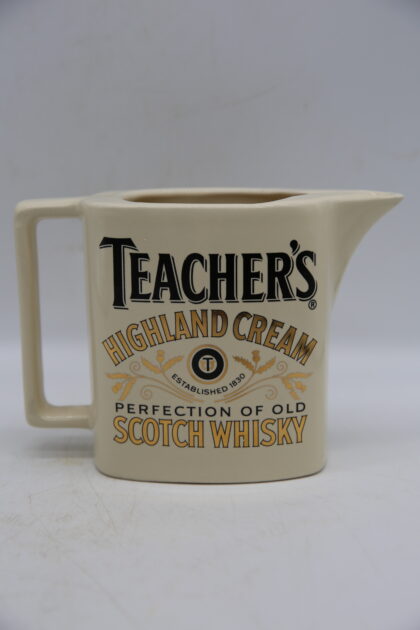 TEACHER'S
®
HIGHLAND CREAM
T
ESTABLISHED 1830
PERFECTION OF OLD
SCOTCH WHISKY